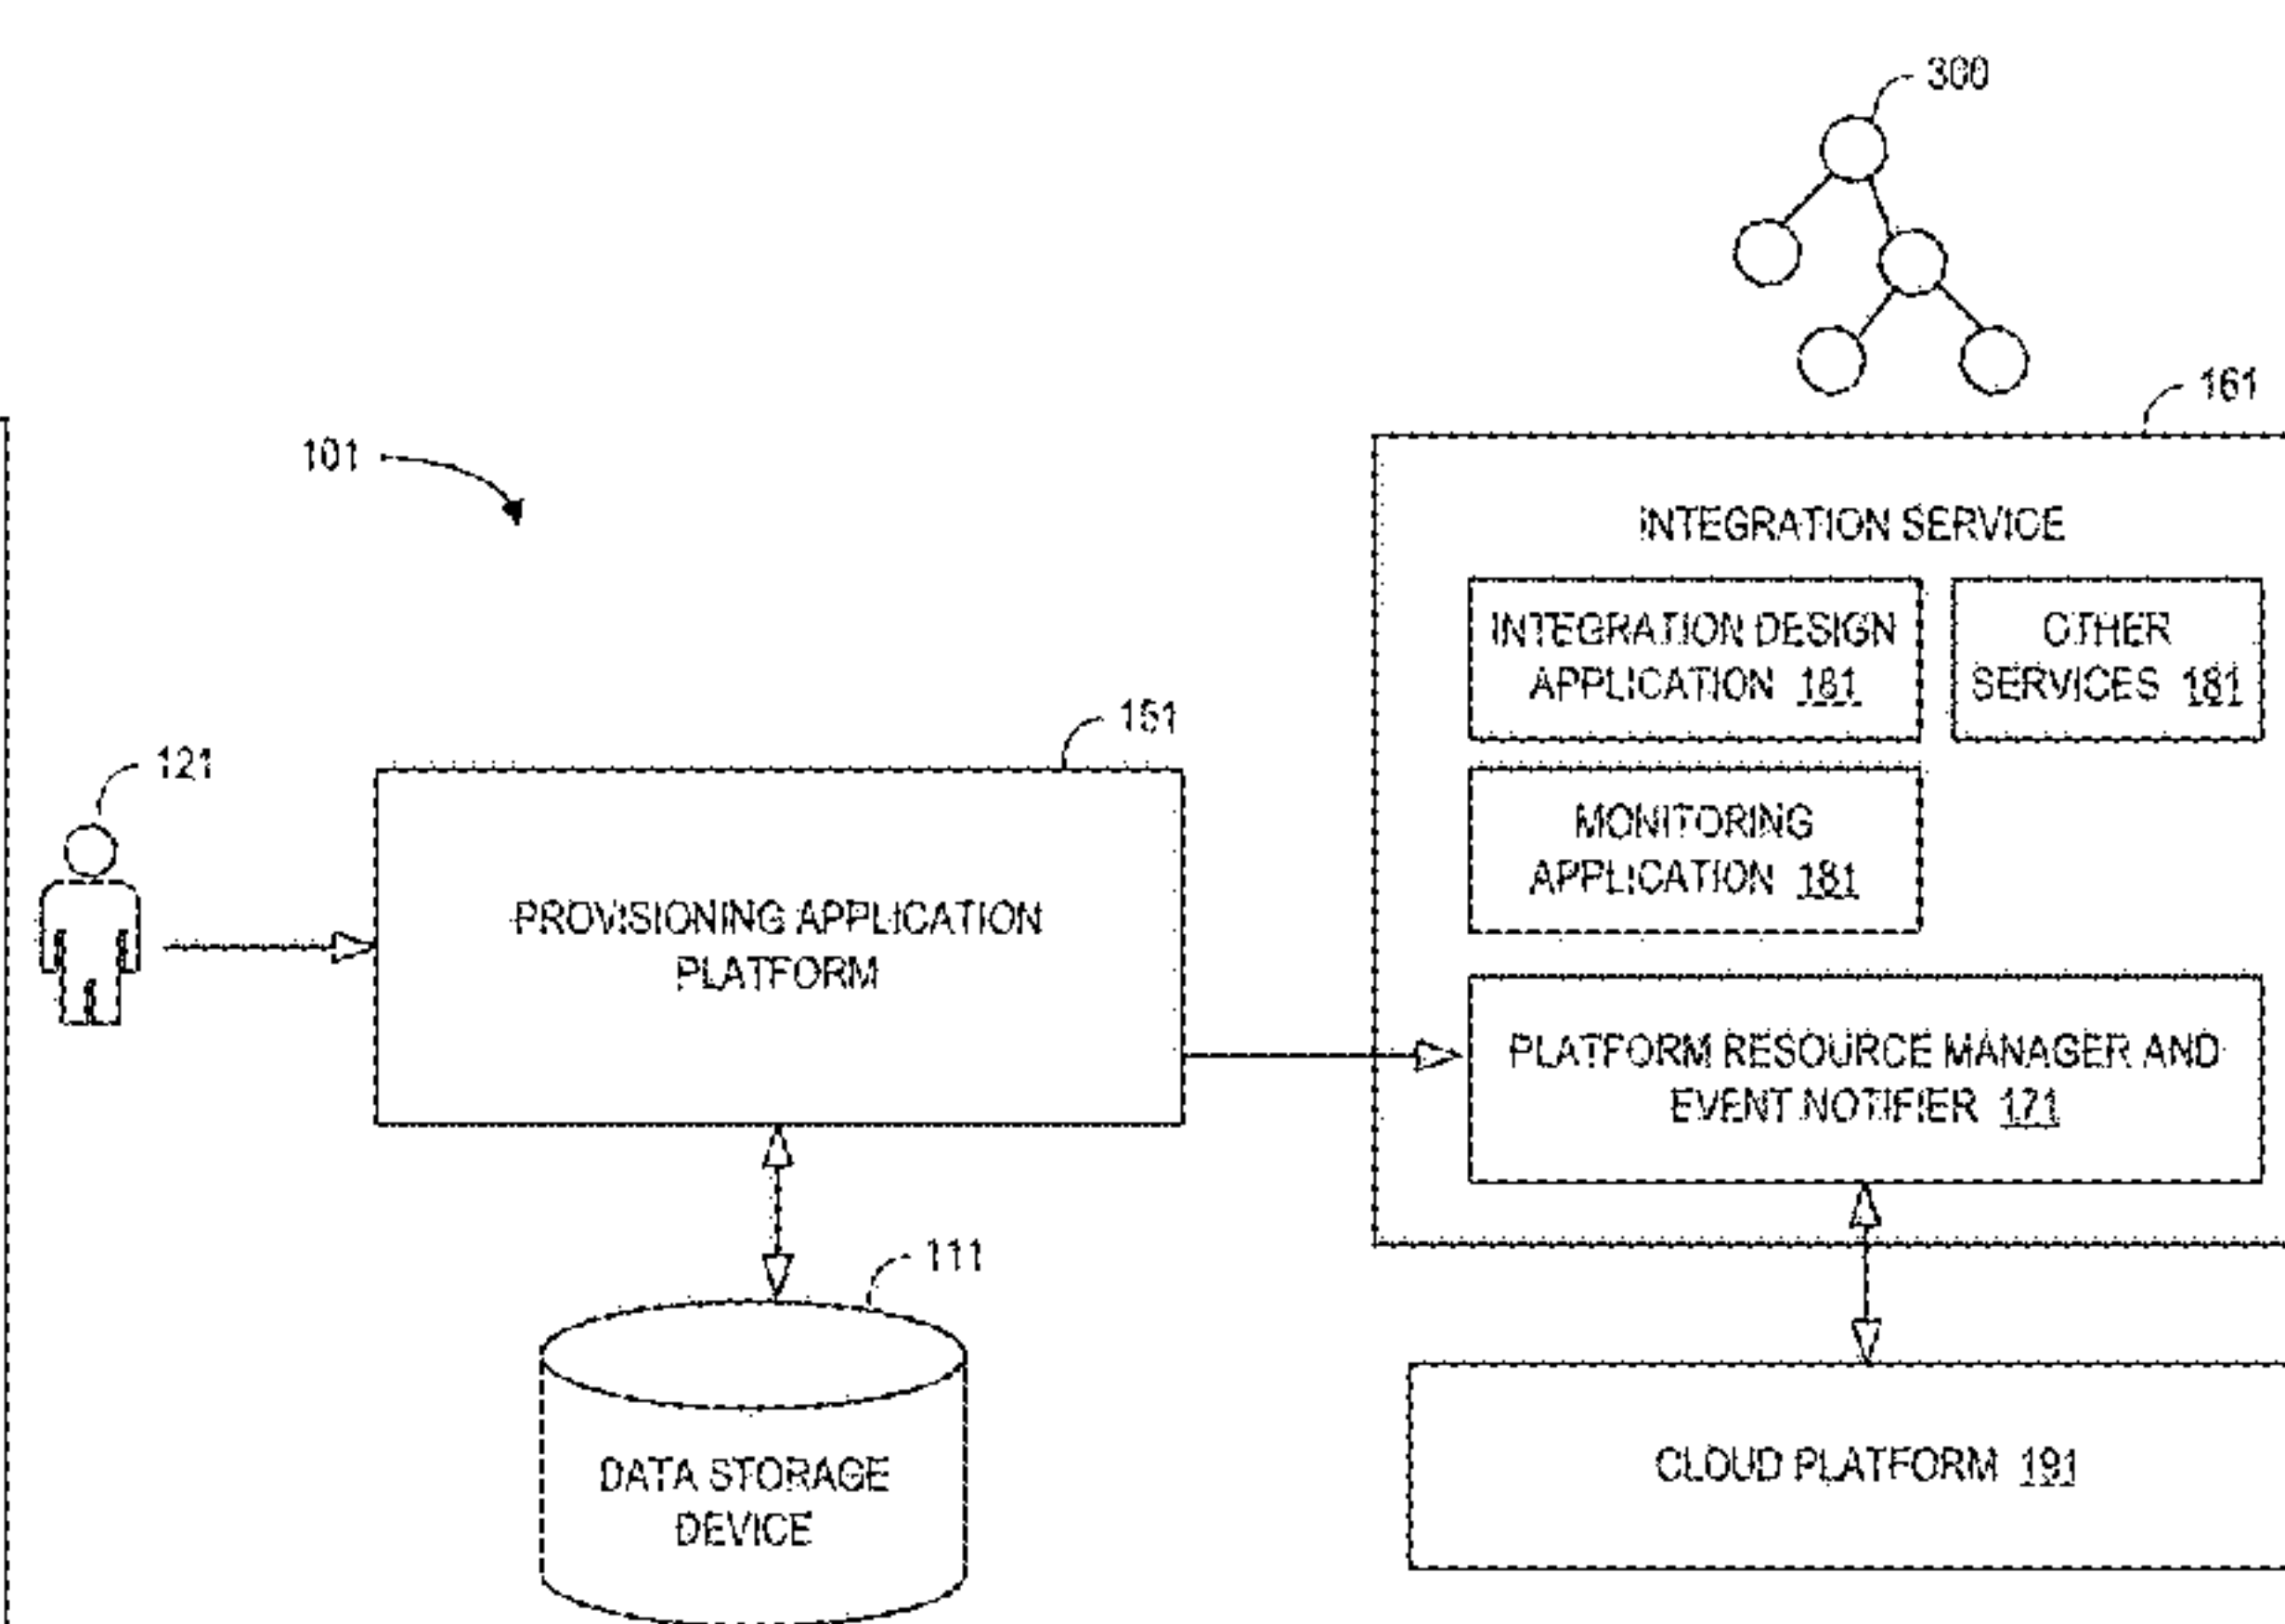 300
161
101
INTEGRATION SERVICE
INTEGRATION DESIGN
APPLICATION 181
OTHER
SERVICES 181
151
121
MONITORING
APPLICATION 181
PROVISIONING APPLICATION
PLATFORM
PLATFORM RESOURCE MANAGER AND
EVENT NOTIFIER 171
111
DATA STORAGE
DEVICE
CLOUD PLATFORM 191